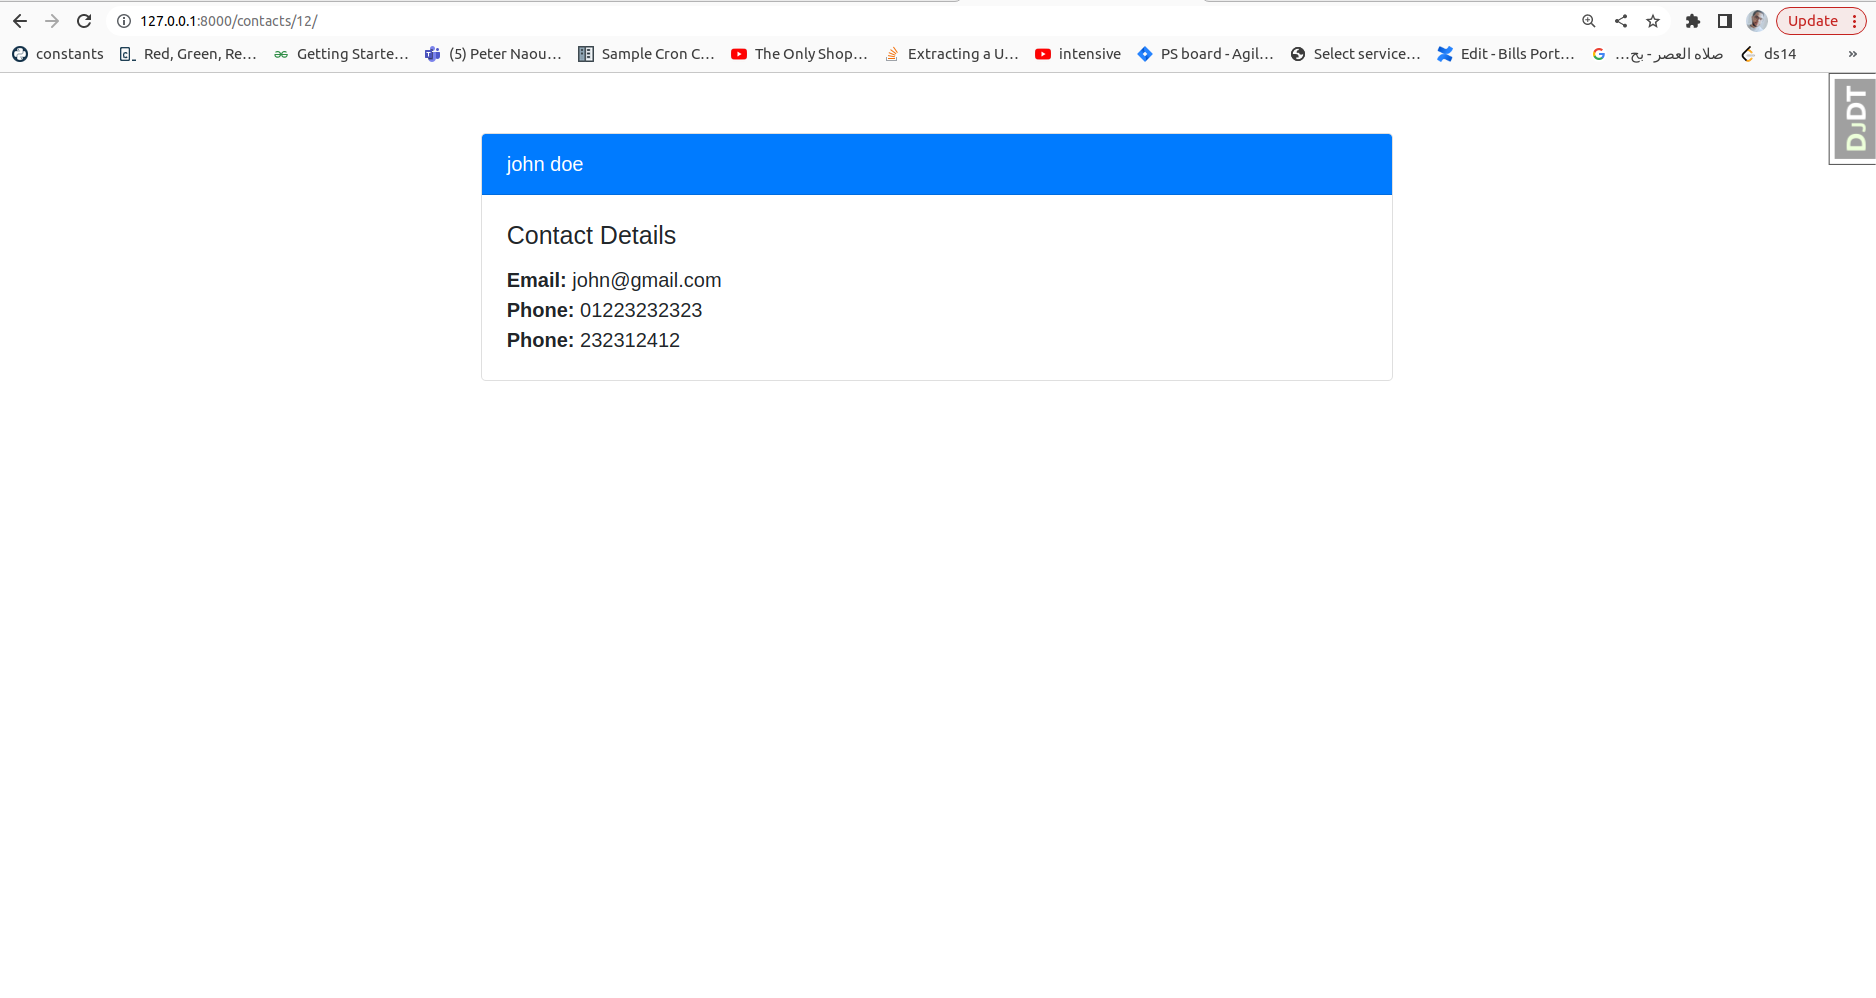 127.0.0.1:8000/contacts/12/
Update
constants
Red, Green, Re...
Getting Starte...
(5) Peter Naou...
Sample Cron C...
The Only Shop...
Extracting a U...
intensive
PS board - Agil...
Select service...
Edit - Bills Port...
صلاه العصر - بح...
ds14
»
DJDT
john doe
Contact Details
Email: john@gmail.com
Phone: 01223232323
Phone: 232312412